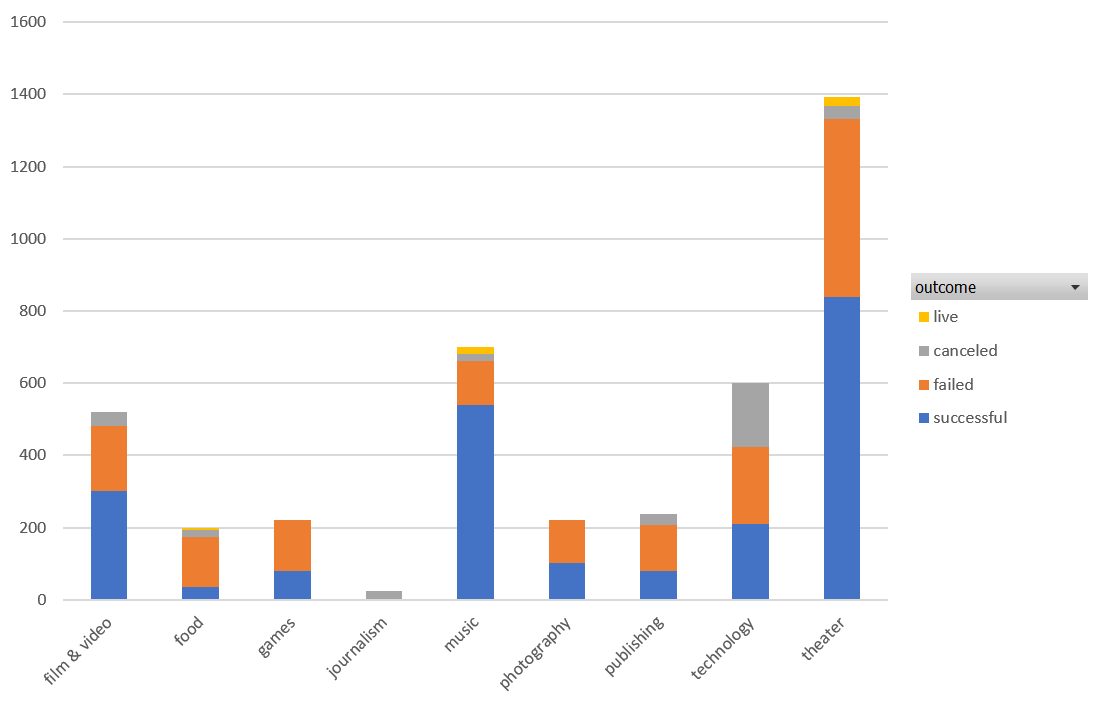 1600
1400
1200
1000
800
600
400
200
0
film & video
food
games
journalism
music
photography
publishing
technology
theater
outcome
live
canceled
failed
successful